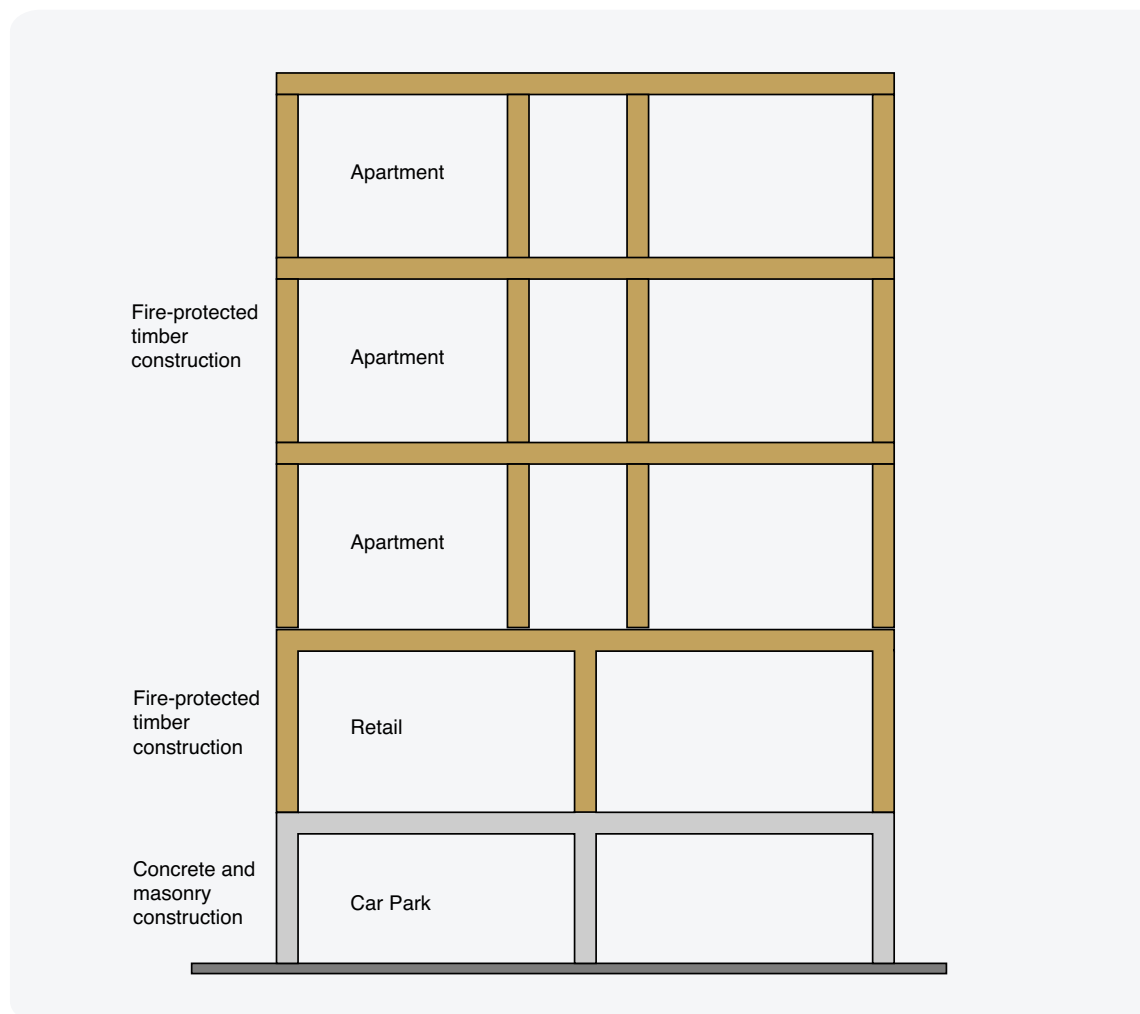 Apartment
Fire-protected
timber
construction
Apartment
Apartment
Fire-protected
timber
construction
Retail
Concrete and
masonry
construction
Car Park